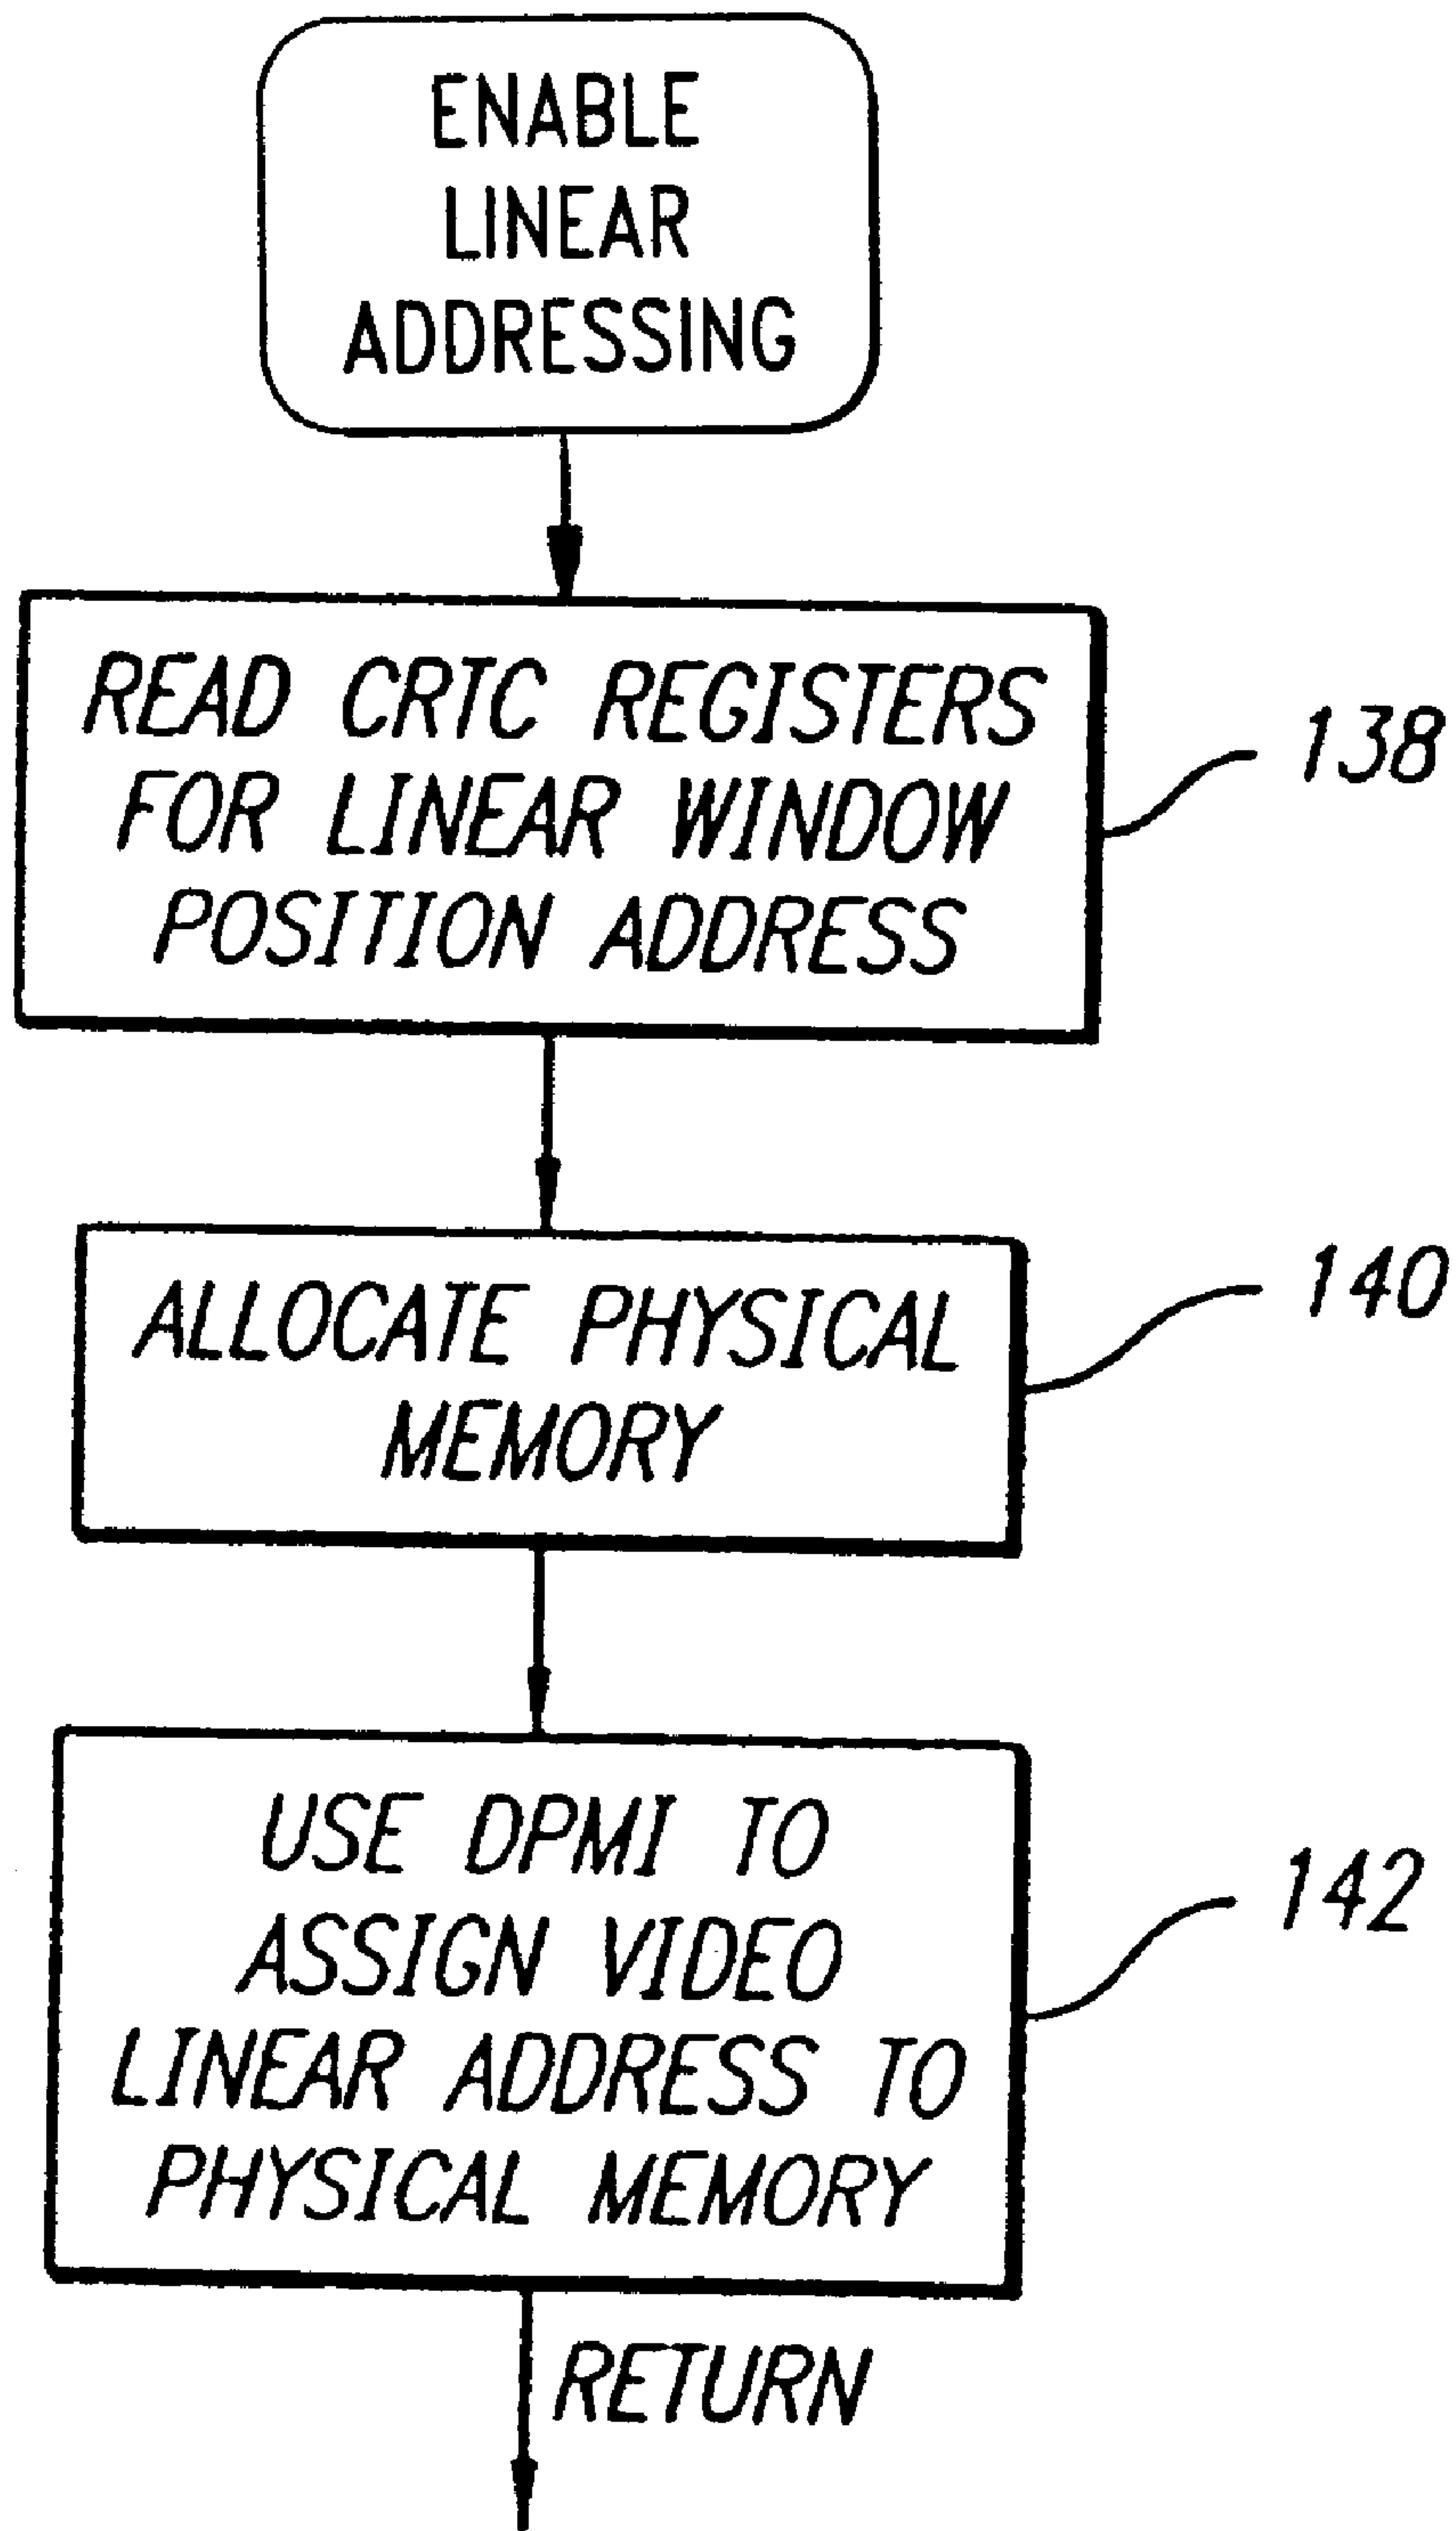 ENABLE
LINEAR
ADDRESSING
READ CRTC REGISTERS
FOR LINEAR WINDOW
POSITION ADDRESS
138
ALLOCATE PHYSICAL
MEMORY
140
USE DPMI TO
ASSIGN VIDEO
LINEAR ADDRESS TO
PHYSICAL MEMORY
142
RETURN